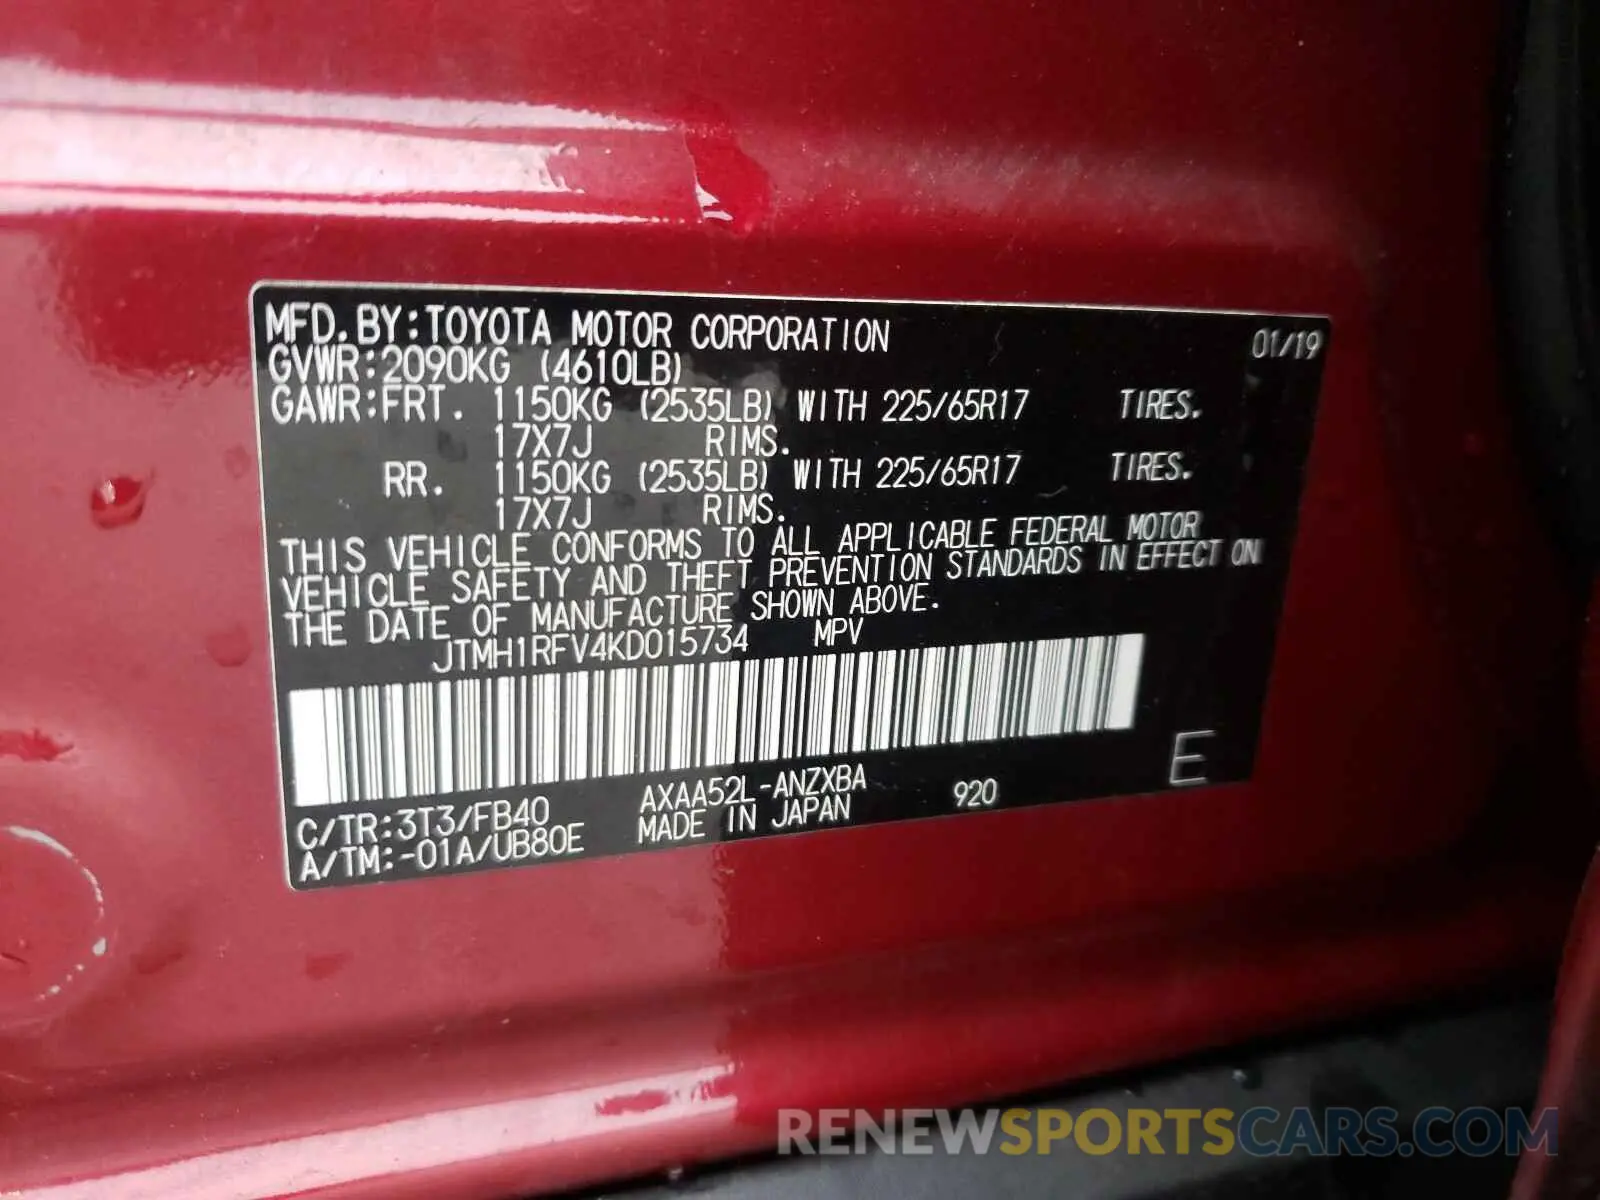 MFD.BY:TOYOTA MOTOR CORPORATION 01/19
GVWR:2090KG (4610LB)
GAWR:FRT. 1150KG (2535LB) WITH 225/65R17 TIRES.
17X7J RIMS.
RR. 1150KG (2535LB) WITH 225/65R17 TIRES.
17X7J RIMS.
THIS VEHICLE CONFORMS TO ALL APPLICABLE FEDERAL MOTOR
VEHICLE SAFETY AND THEFT PREVENTION STANDARDS IN EFFECT ON
THE DATE OF MANUFACTURE SHOWN ABOVE.
JTMH1RFV4KD015734 MPV
E
C/TR:3T3/FB40 AXAA52L-ANZXBA 920
A/TM:-01A/UB80E MADE IN JAPAN
RENEWSPORTSCARS.COM